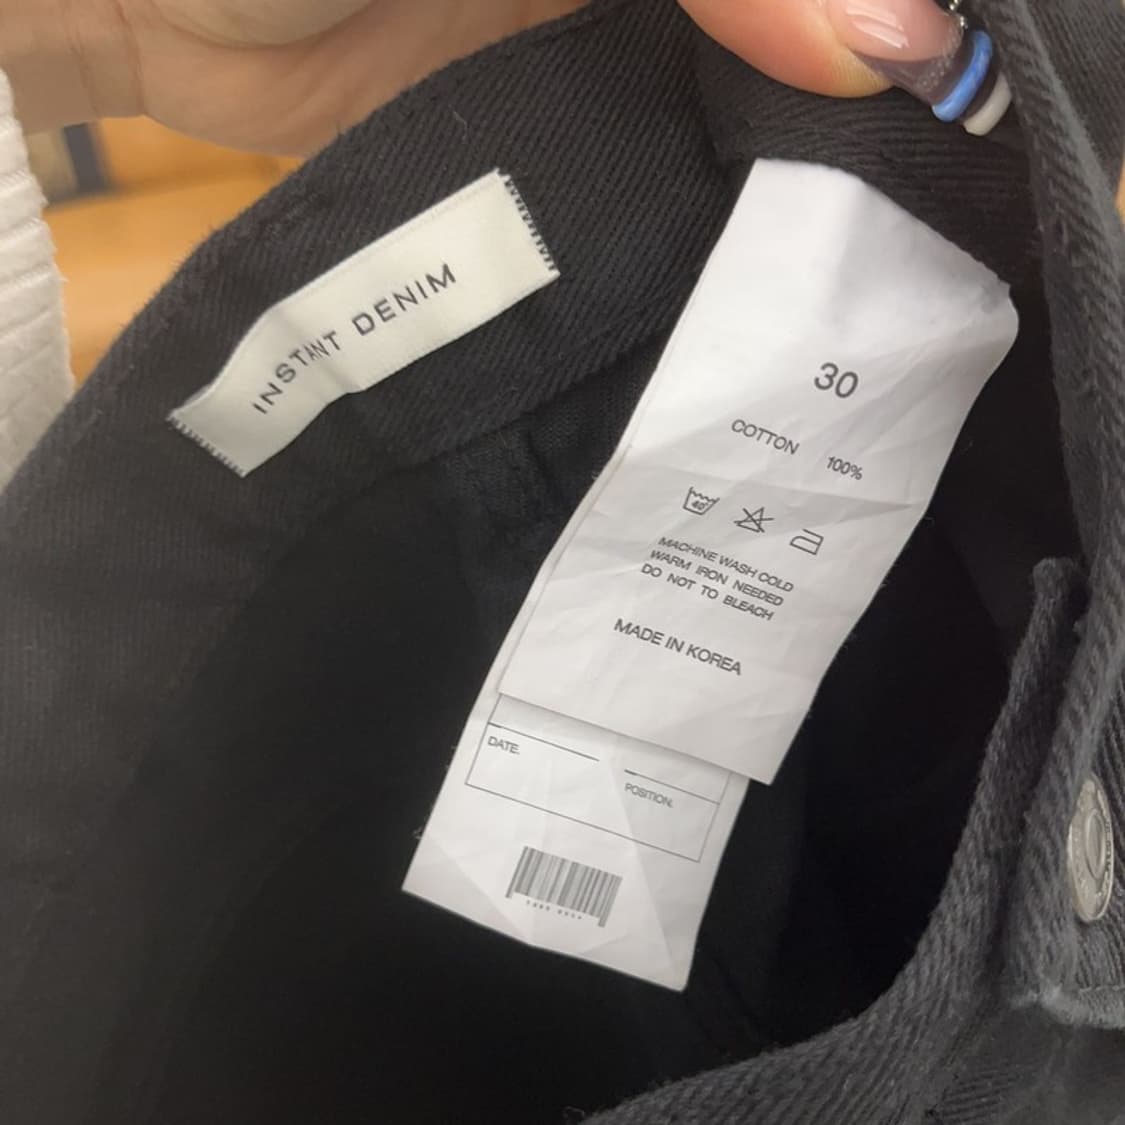 INSTANT DENIM
30
COTTON 100%
40
MACHINE WASH COLD
WARM IRON NEEDED
DO NOT TO BLEACH
MADE IN KOREA
DATE.
POSITION.